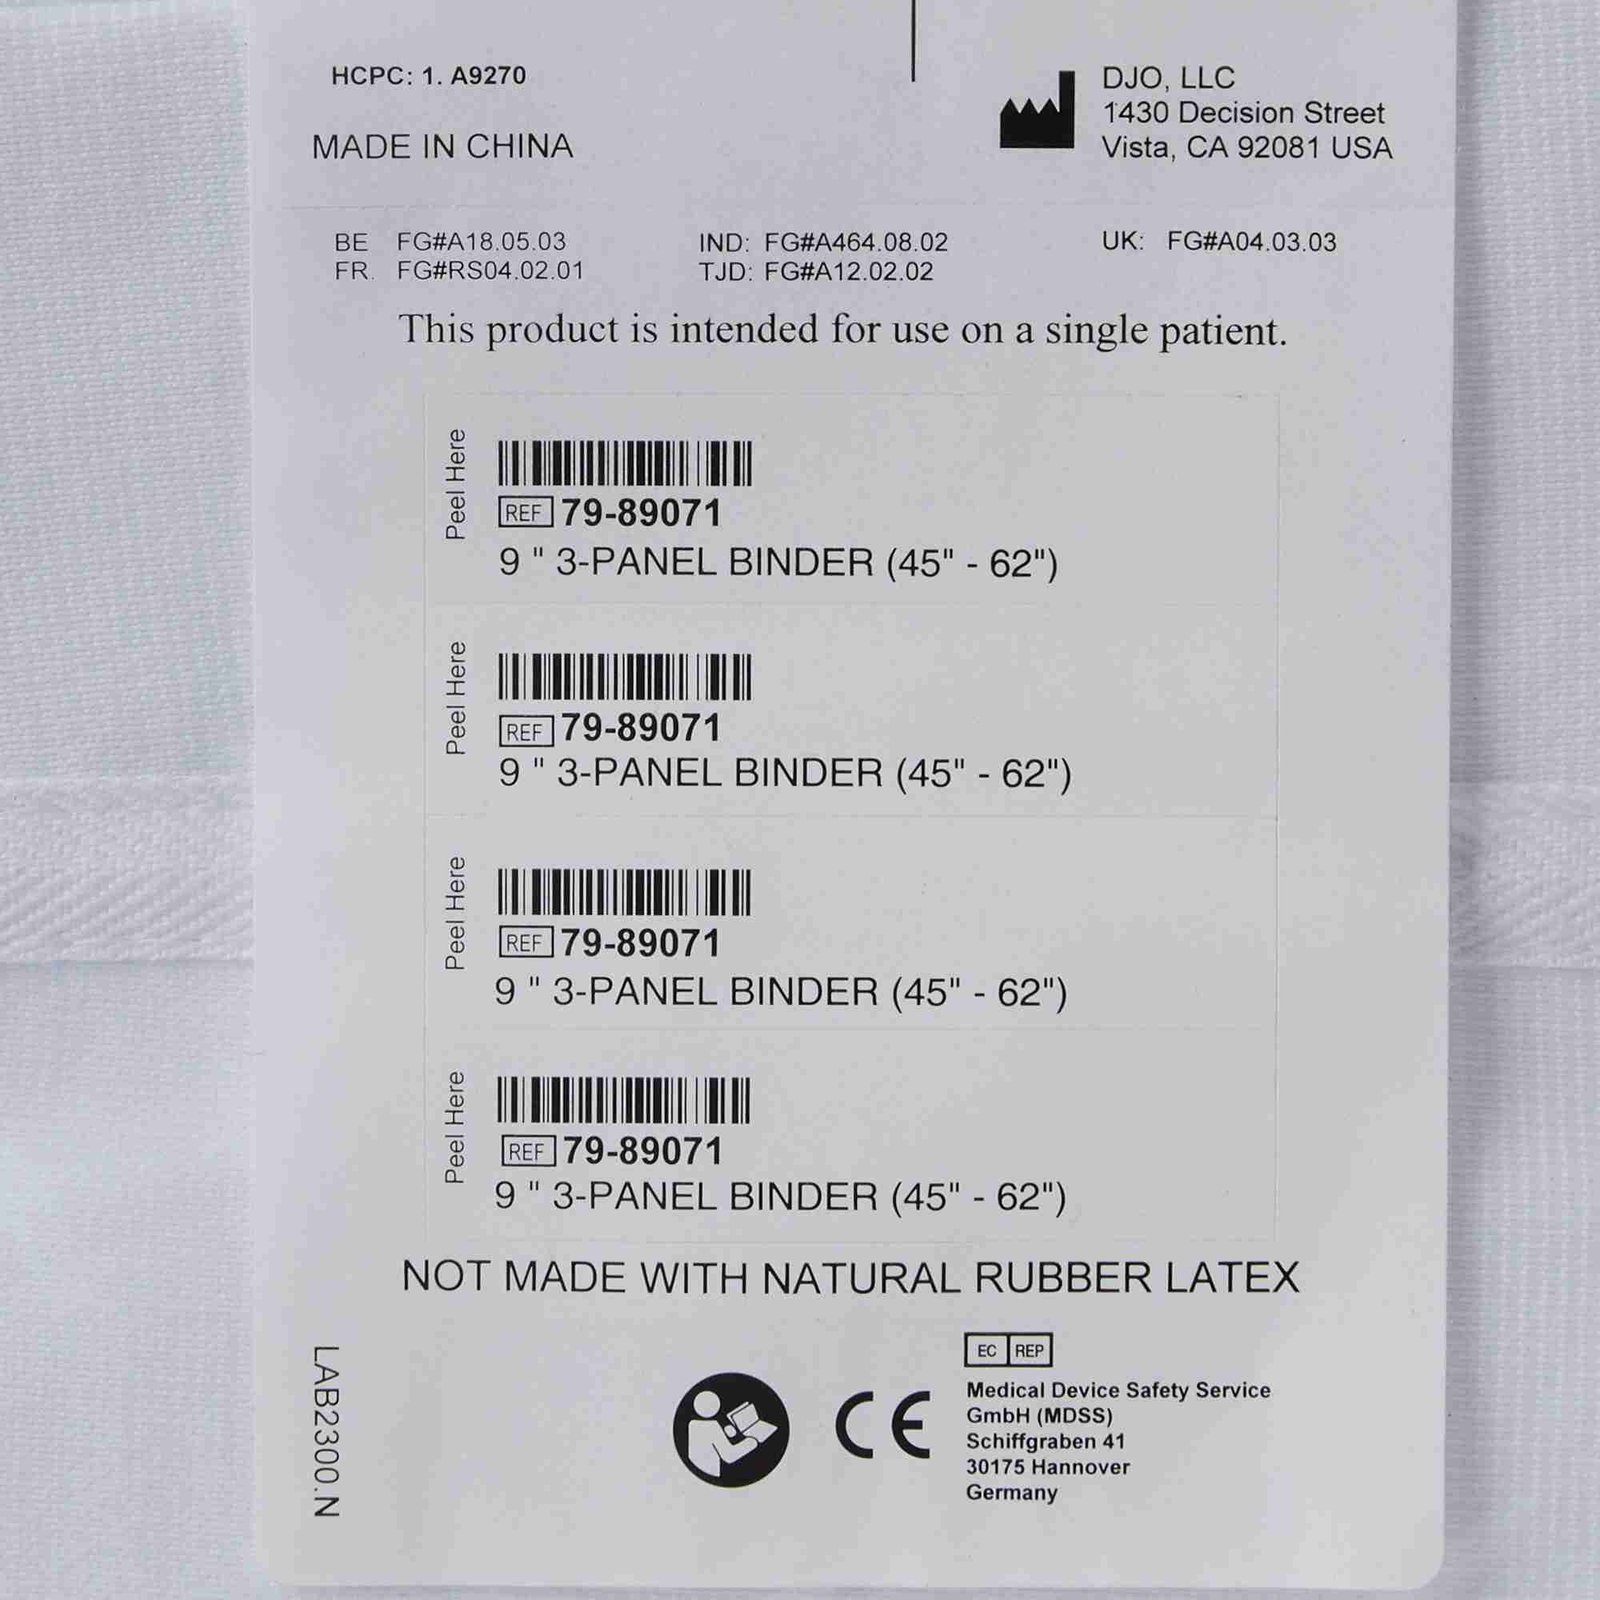 HCPC: 1. A9270
MADE IN CHINA
DJO, LLC
1430 Decision Street
Vista, CA 92081 USA
BE FG#A18.05.03
FR. FG#RS04.02.01
IND: FG#A464.08.02
TJD: FG#A12.02.02
UK: FG#A04.03.03
This product is intended for use on a single patient.
Peel Here
REF 79-89071
9 " 3-PANEL BINDER (45" - 62")
Peel Here
REF 79-89071
9 " 3-PANEL BINDER (45" - 62")
Peel Here
REF 79-89071
9 " 3-PANEL BINDER (45" - 62")
Peel Here
REF 79-89071
9 " 3-PANEL BINDER (45" - 62")
NOT MADE WITH NATURAL RUBBER LATEX
LAB2300.N
CE
EC REP
Medical Device Safety Service
GmbH (MDSS)
Schiffgraben 41
30175 Hannover
Germany